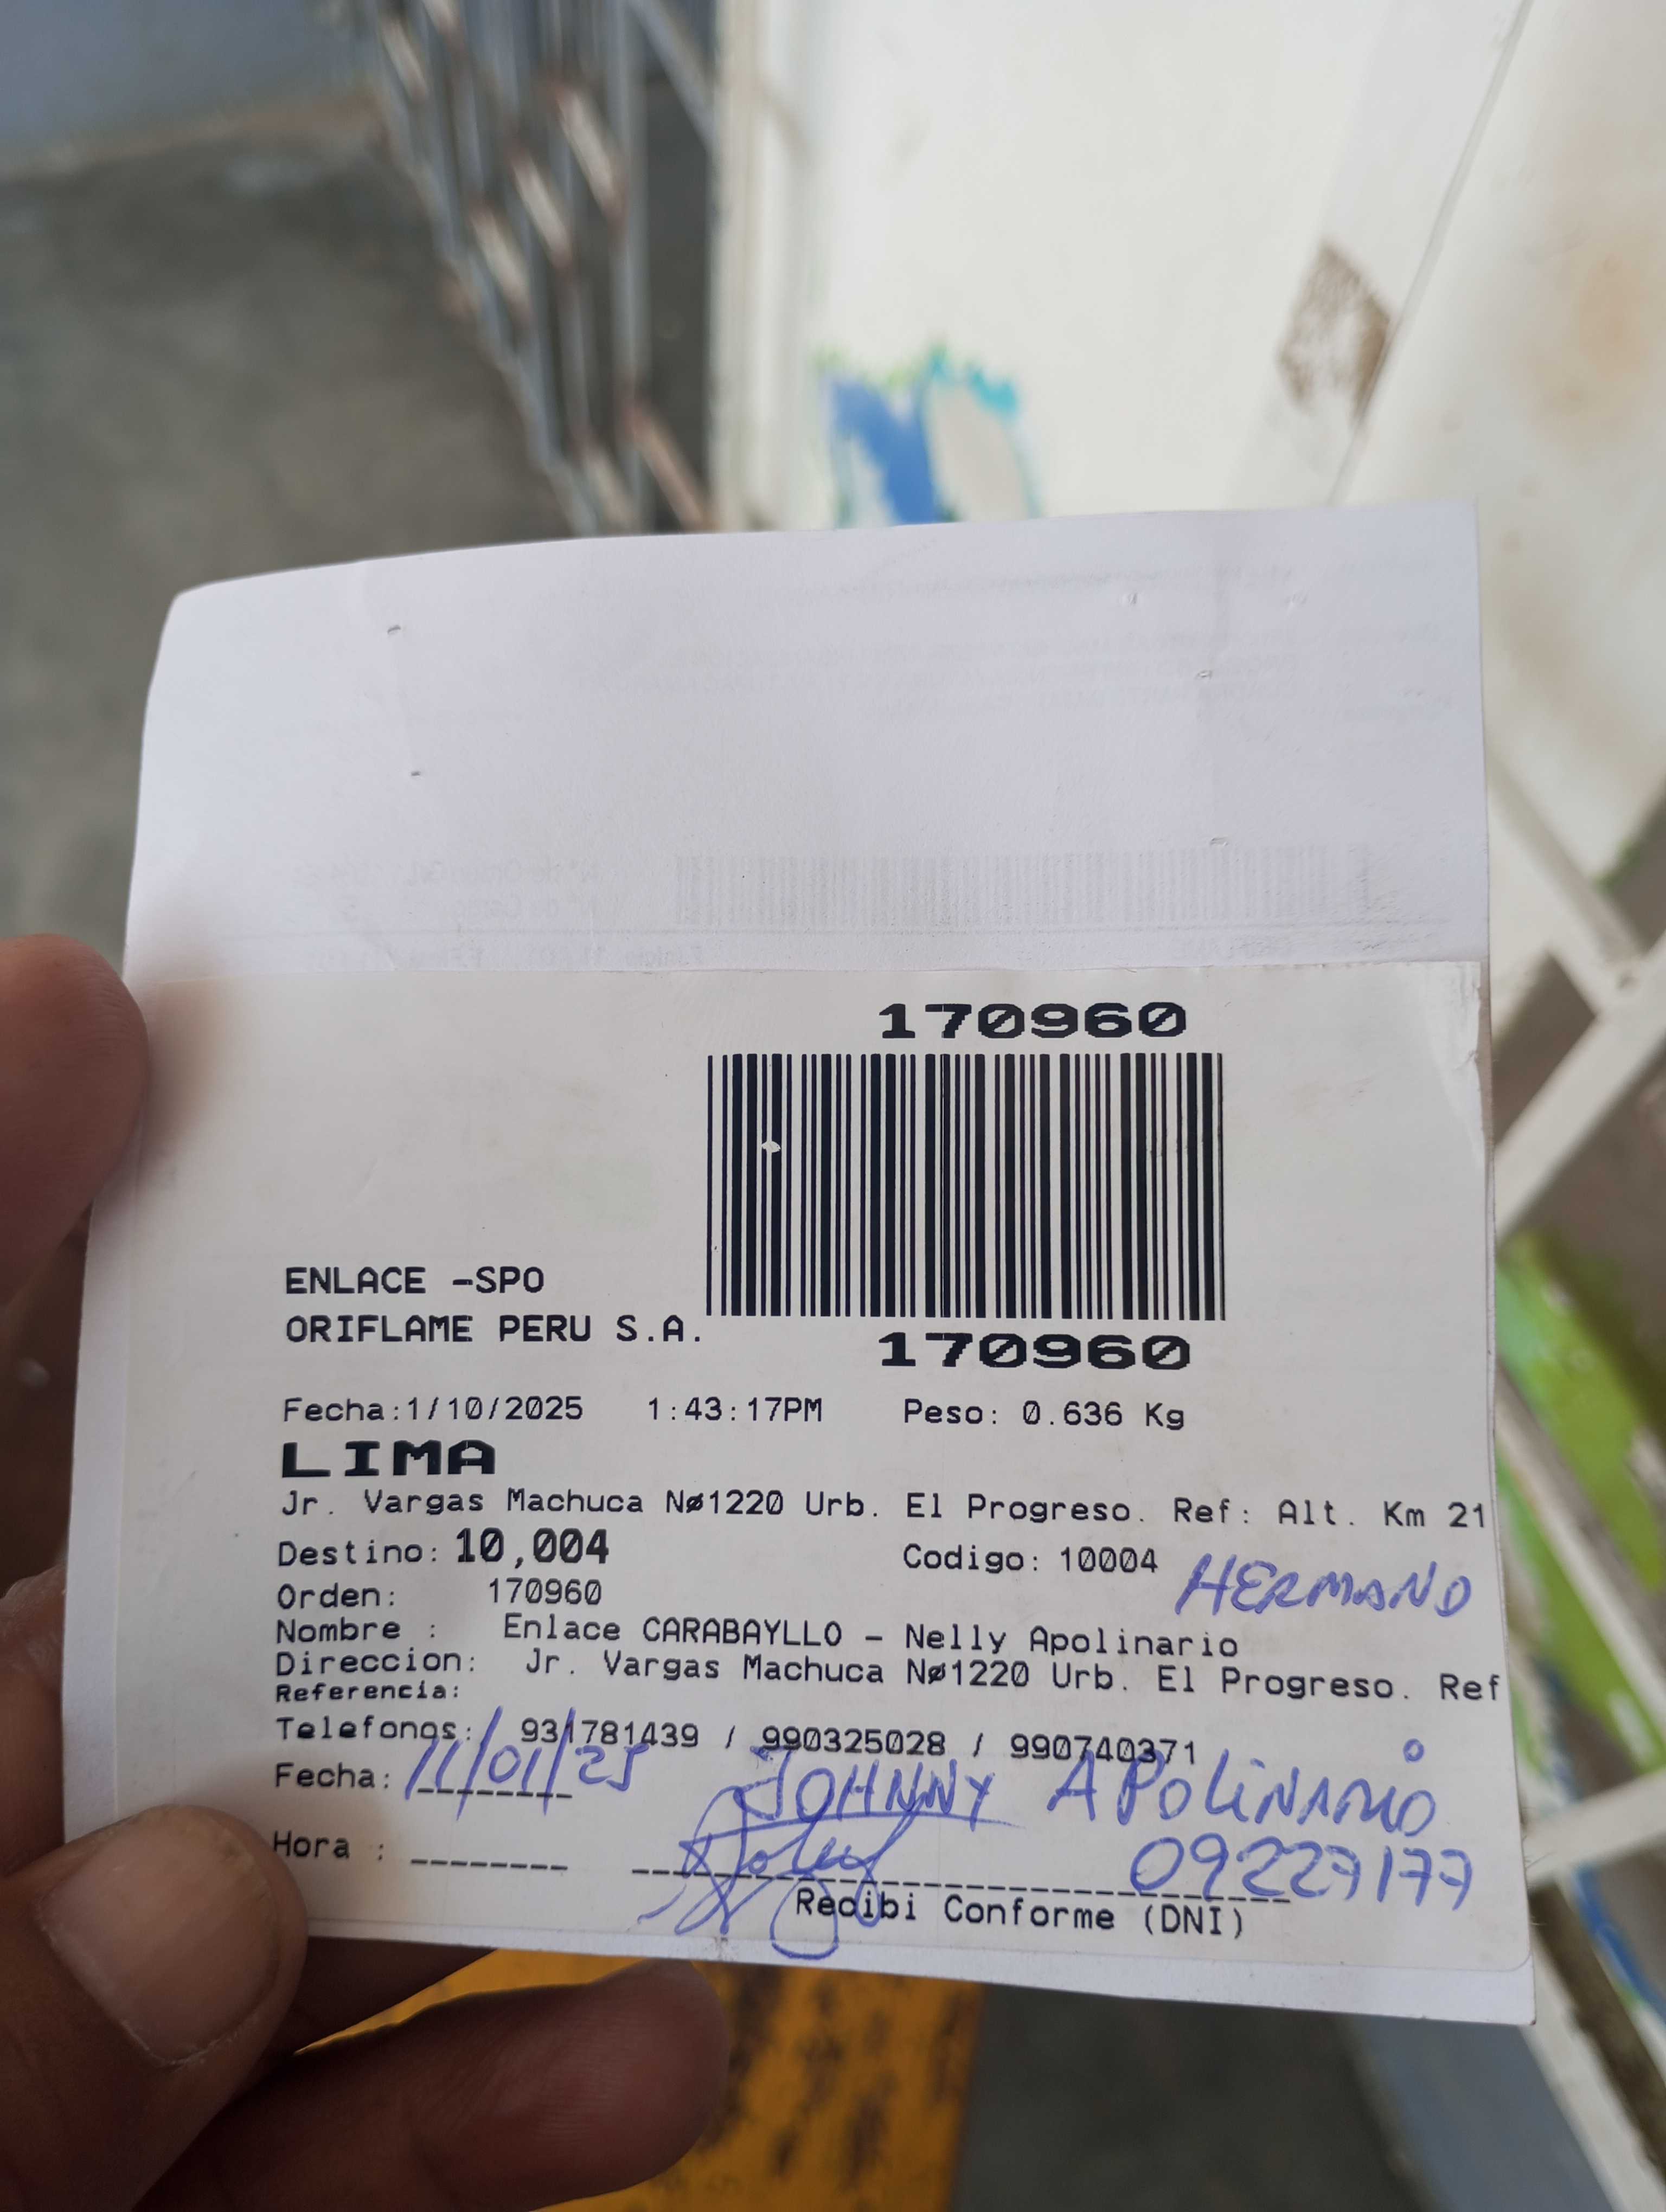 170960
170960
ENLACE -SPO
ORIFLAME PERU S.A.
Fecha:1/10/2025 1:43:17PM Peso: 0.636 Kg
LIMA
Jr. Vargas Machuca Nø1220 Urb. El Progreso. Ref: Alt. Km 21
Destino: 10,004 Codigo: 10004
HERMANO
Orden: 170960
Nombre : Enlace CARABAYLLO - Nelly Apolinario
Direccion: Jr. Vargas Machuca Nø1220 Urb. El Progreso. Ref
Referencia:
Telefonos: 931781439 / 990325028 / 990740371
Fecha: 11/01/25 JOHNNY APOLINARIO
Hora : 09227177
Recibi Conforme (DNI)